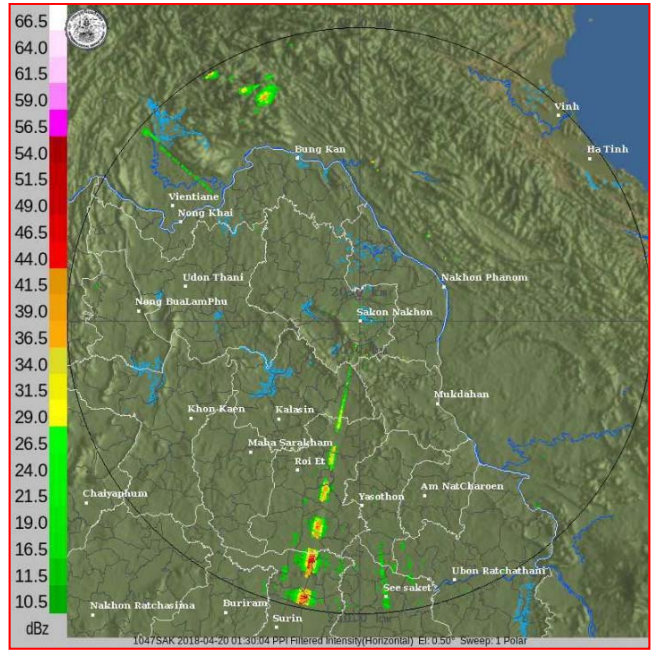 66.5
64.0
61.5
59.0
56.5
54.0
51.5
49.0
46.5
44.0
41.5
39.0
36.5
34.0
31.5
29.0
26.5
24.0
21.5
19.0
16.5
11.5
10.5
dBz
Vinh
Ha Tinh
Bung Kan
Vientiane
Nong Khai
Udon Thani
Nakhon Phanom
Nong BuaLamPhu
Sakon Nakhon
Mukdahan
Khon Kaen
Kalasin
Maha Sarakham
Roi Et
Chaiyaphum
Yasothon
Am NatCharoen
Ubon Ratchatham
See saket
Nakhon Ratchasima
Buriram
Surin
1047SAK 2018-04-20 01:30:04 PPI Filtered Intensity(Horizontal) El: 0.50° Sweep: 1 Polar